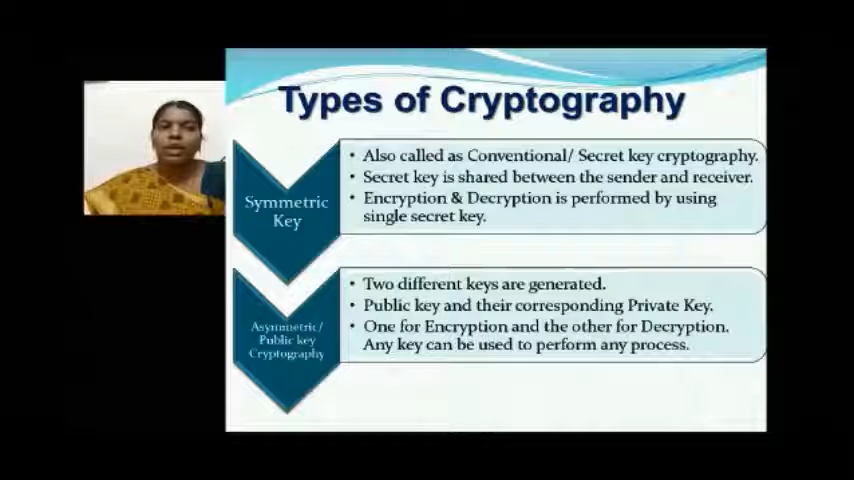 Types of Cryptography
Symmetric
Key
• Also called as Conventional/ Secret key cryptography.
• Secret key is shared between the sender and receiver.
• Encryption & Decryption is performed by using
single secret key.
Asymmetric/
Public key
Cryptography
• Two different keys are generated.
• Public key and their corresponding Private Key.
• One for Encryption and the other for Decryption.
Any key can be used to perform any process.